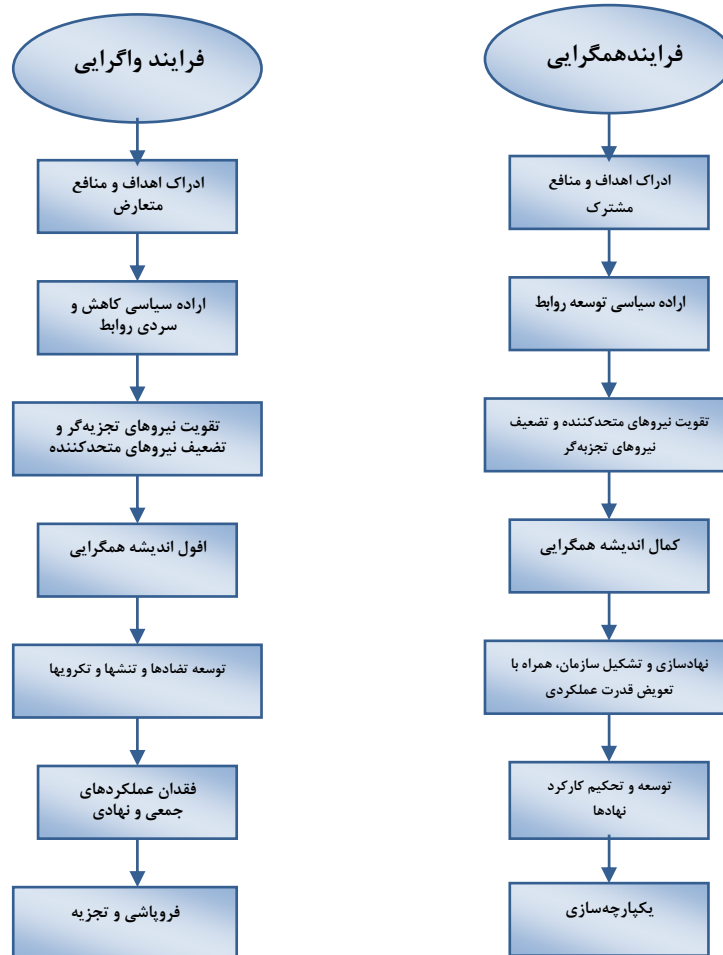 فرایندهمگرایی
ادراک اهداف و منافع
مشترک
اراده سیاسی توسعه روابط
تقویت نیروهای متحدکننده و تضعیف
نیروهای تجزیه‌گر
کمال اندیشه همگرایی
نهادسازی و تشکیل سازمان، همراه با
تعویض قدرت عملکردی
توسعه و تحکیم کارکرد
نهادها
یکپارچه‌سازی
فرایند واگرایی
ادراک اهداف و منافع
متعارض
اراده سیاسی کاهش و
سردی روابط
تقویت نیروهای تجزیه‌گر و
تضعیف نیروهای متحدکننده
افول اندیشه همگرایی
توسعه تضادها و تنشها و تکرویها
فقدان عملکردهای
جمعی و نهادی
فروپاشی و تجزیه